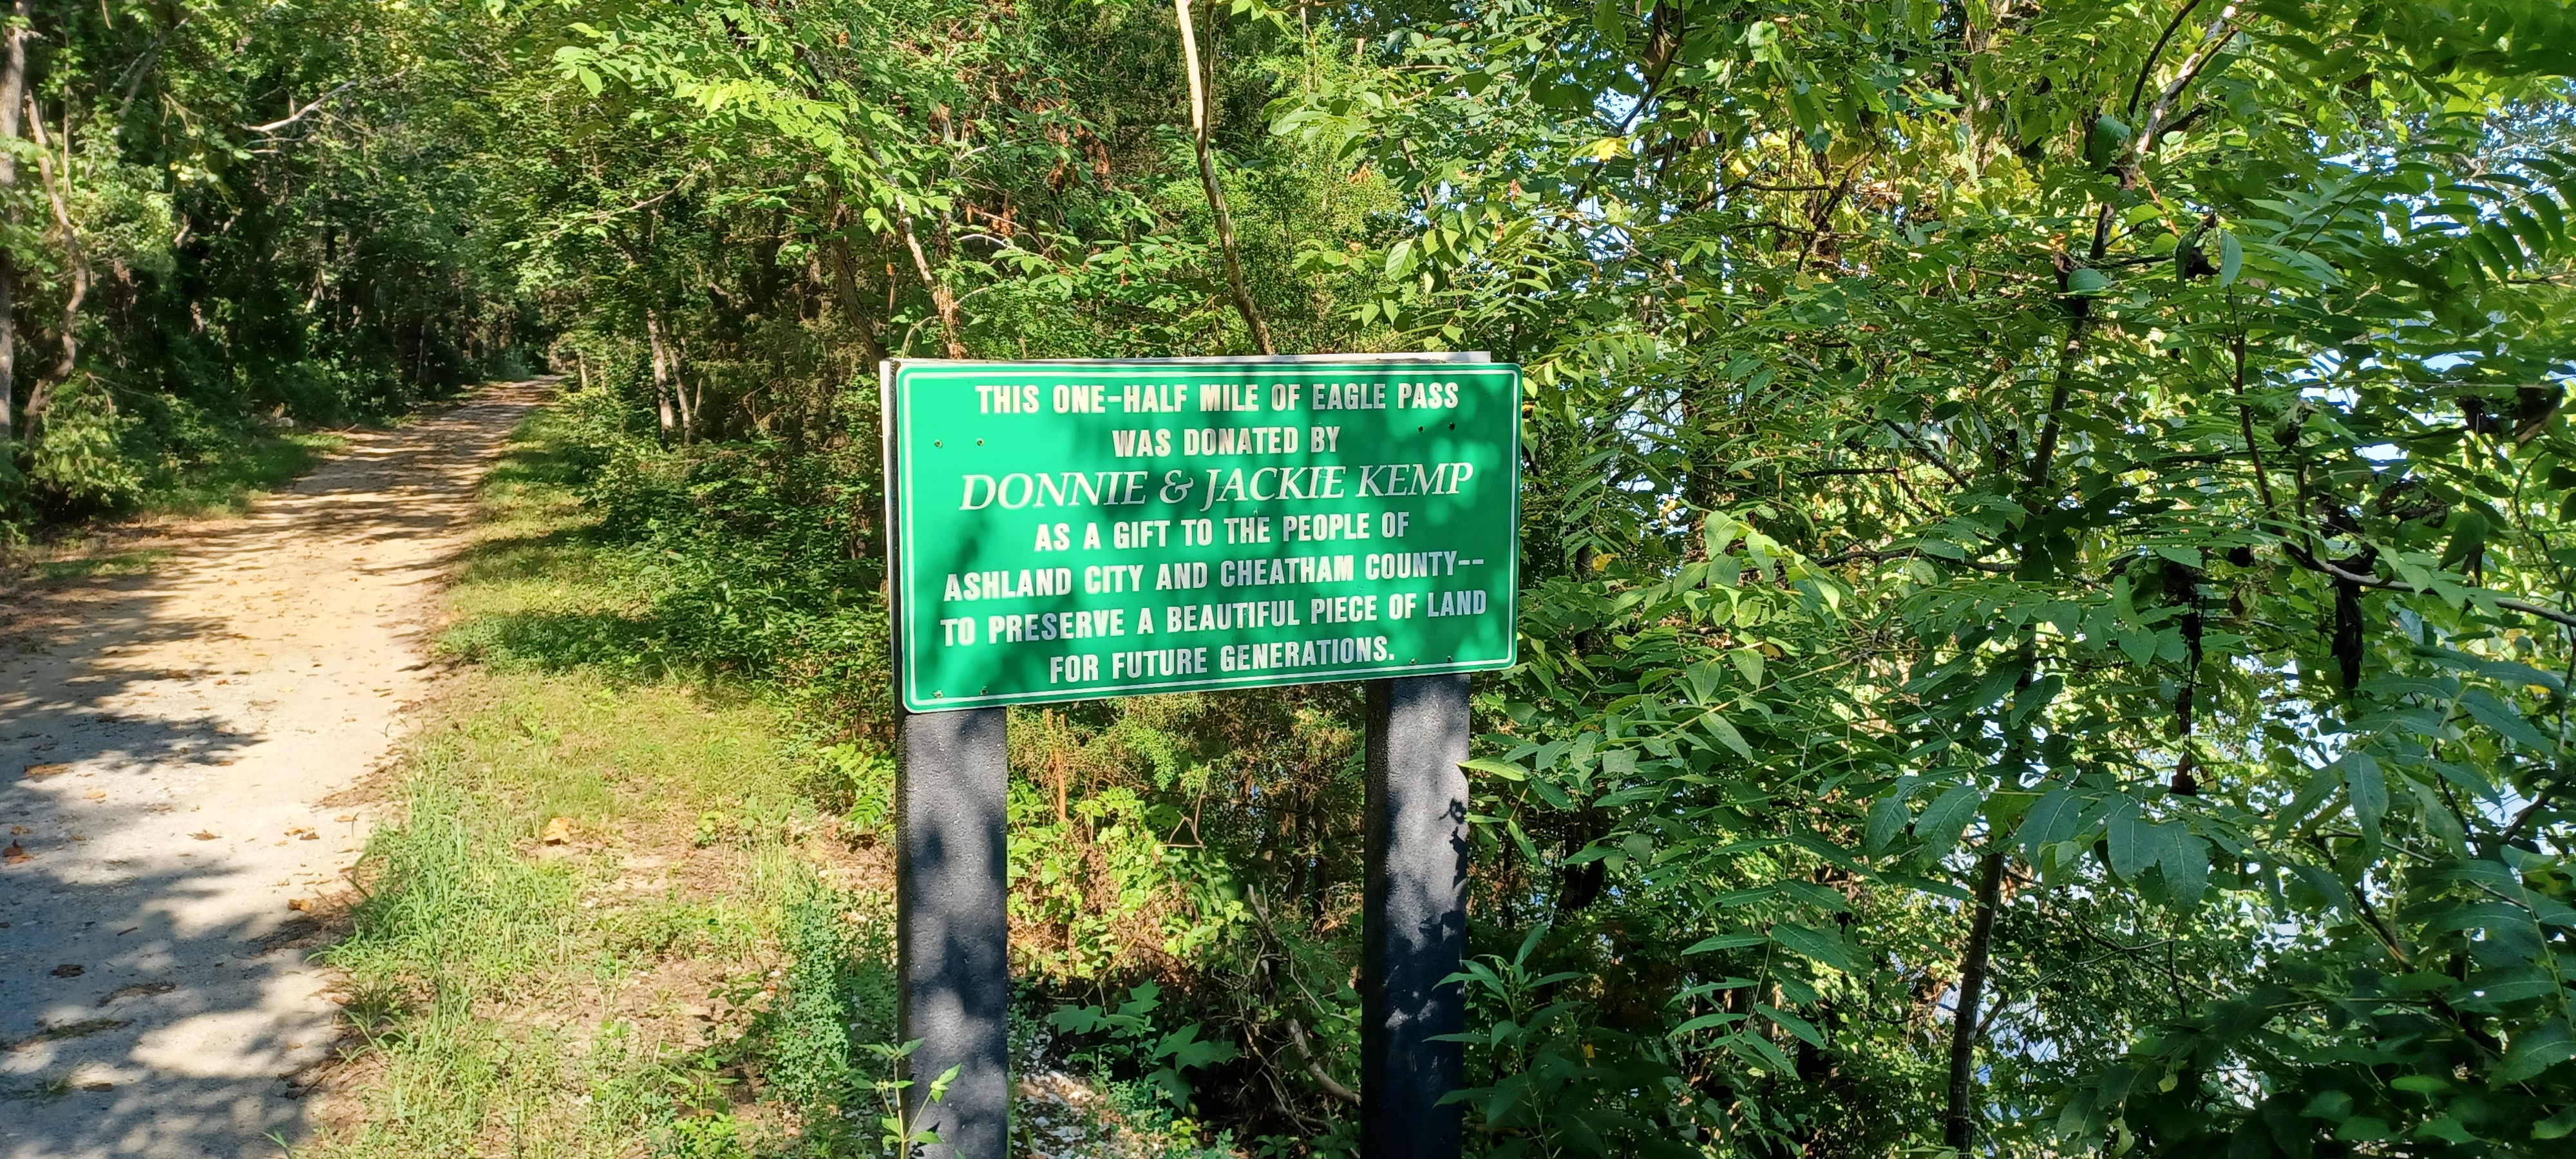 THIS ONE-HALF MILE OF EAGLE PASS
WAS DONATED BY
DONNIE & JACKIE KEMP
AS A GIFT TO THE PEOPLE OF
ASHLAND CITY AND CHEATHAM COUNTY--
TO PRESERVE A BEAUTIFUL PIECE OF LAND
FOR FUTURE GENERATIONS.